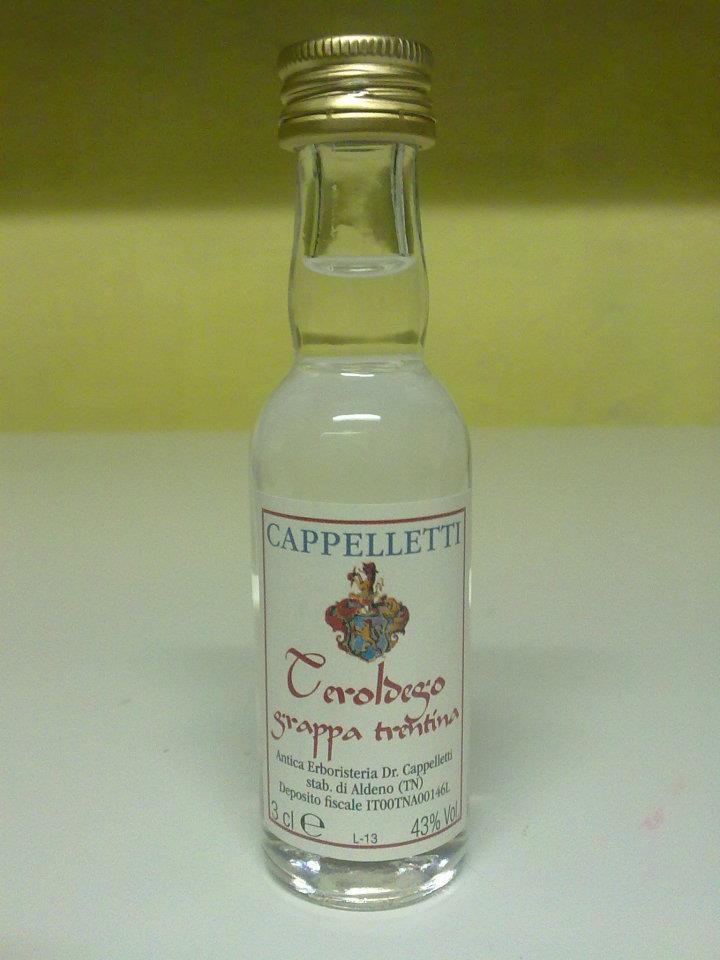 CAPPELLETTI
Teroldego
grappa trentina
Antica Erboristeria Dr. Cappelletti
stab. di Aldeno (TN)
Deposito fiscale IT00TNA00146L
3 cl e L-13 43% Vol